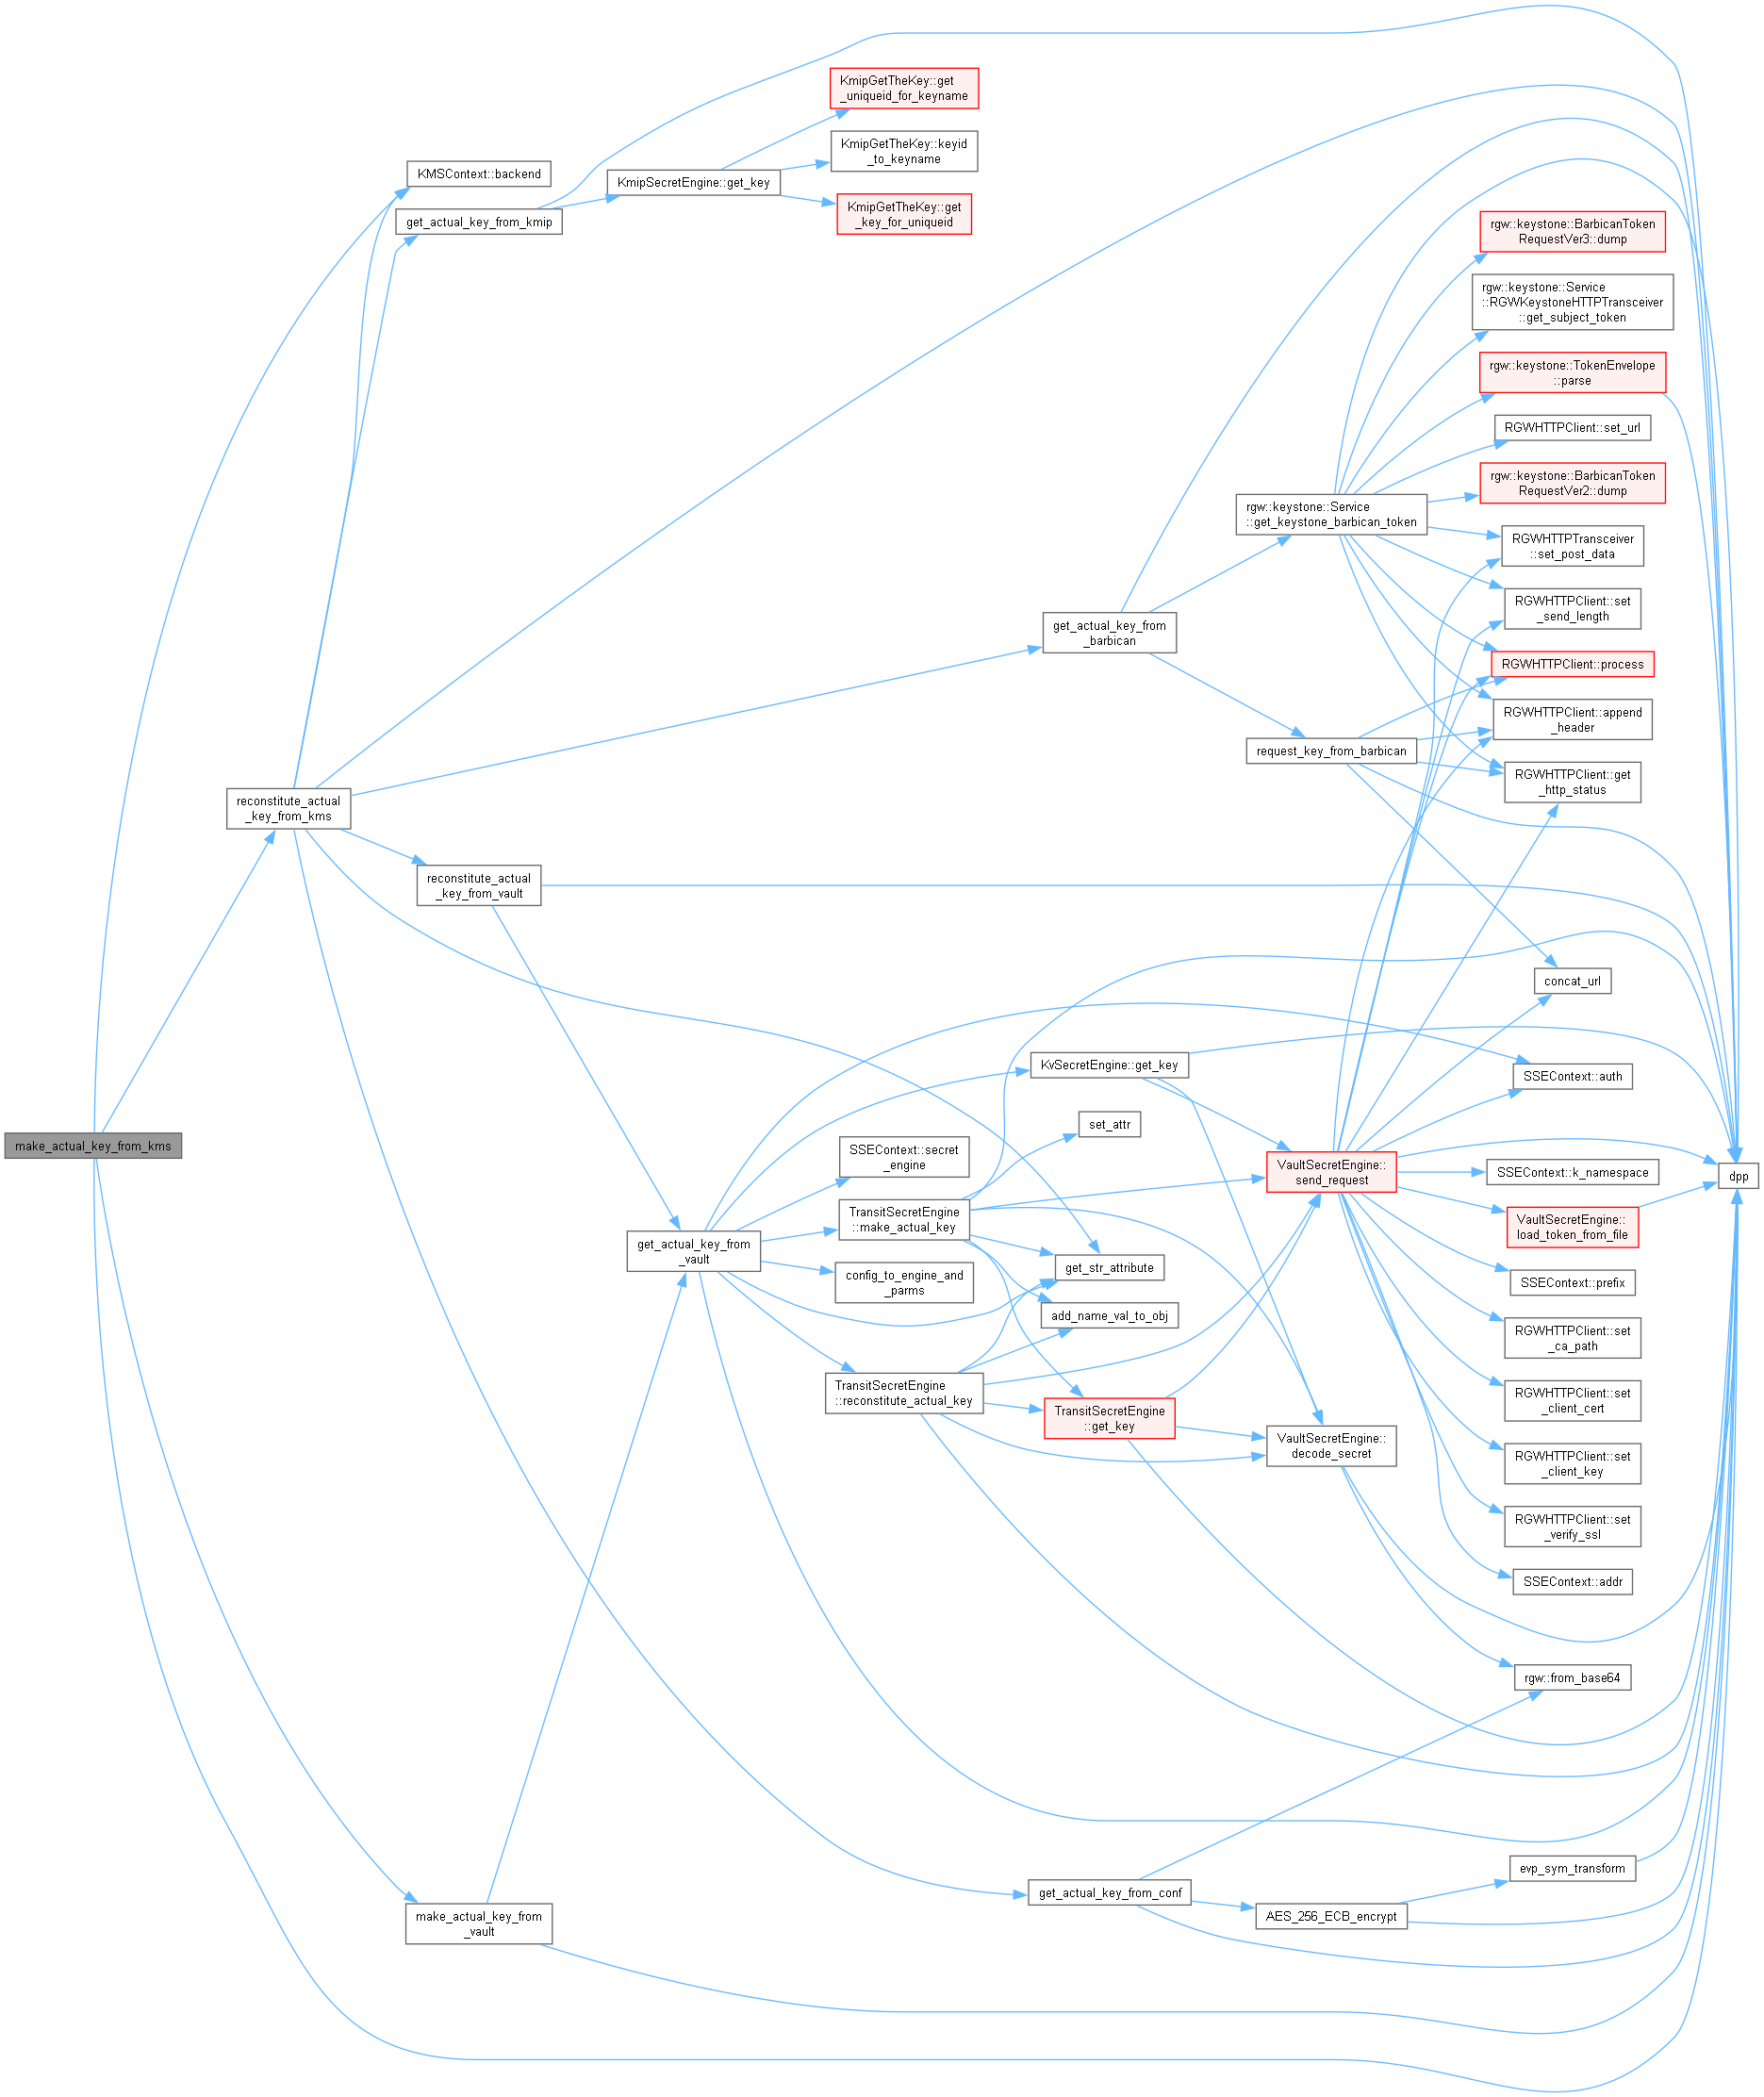 KmipGetTheKey::get
_uniqueid_for_keyname
KmipGetTheKey::keyid
_to_keyname
KMSContext::backend
KmipSecretEngine::get_key
get_actual_key_from_kmip
KmipGetTheKey::get
_key_for_uniqueid
rgw::keystone::BarbicanToken
RequestVer3::dump
rgw::keystone::Service
::RGWKeystoneHTTPTransceiver
::get_subject_token
rgw::keystone::TokenEnvelope
::parse
RGWHTTPClient::set_url
rgw::keystone::BarbicanToken
RequestVer2::dump
rgw::keystone::Service
::get_keystone_barbican_token
RGWHTTPTransceiver
::set_post_data
RGWHTTPClient::set
_send_length
get_actual_key_from
_barbican
RGWHTTPClient::process
RGWHTTPClient::append
_header
request_key_from_barbican
RGWHTTPClient::get
_http_status
reconstitute_actual
_key_from_kms
reconstitute_actual
_key_from_vault
concat_url
KvSecretEngine::get_key
SSEContext::auth
set_attr
make_actual_key_from_kms
SSEContext::secret
_engine
VaultSecretEngine::
send_request
SSEContext::k_namespace
dpp
TransitSecretEngine
::make_actual_key
VaultSecretEngine::
load_token_from_file
get_actual_key_from
_vault
get_str_attribute
config_to_engine_and
_parms
SSEContext::prefix
add_name_val_to_obj
RGWHTTPClient::set
_ca_path
TransitSecretEngine
::reconstitute_actual_key
RGWHTTPClient::set
_client_cert
TransitSecretEngine
::get_key
VaultSecretEngine::
decode_secret
RGWHTTPClient::set
_client_key
RGWHTTPClient::set
_verify_ssl
SSEContext::addr
rgw::from_base64
evp_sym_transform
get_actual_key_from_conf
AES_256_ECB_encrypt
make_actual_key_from
_vault